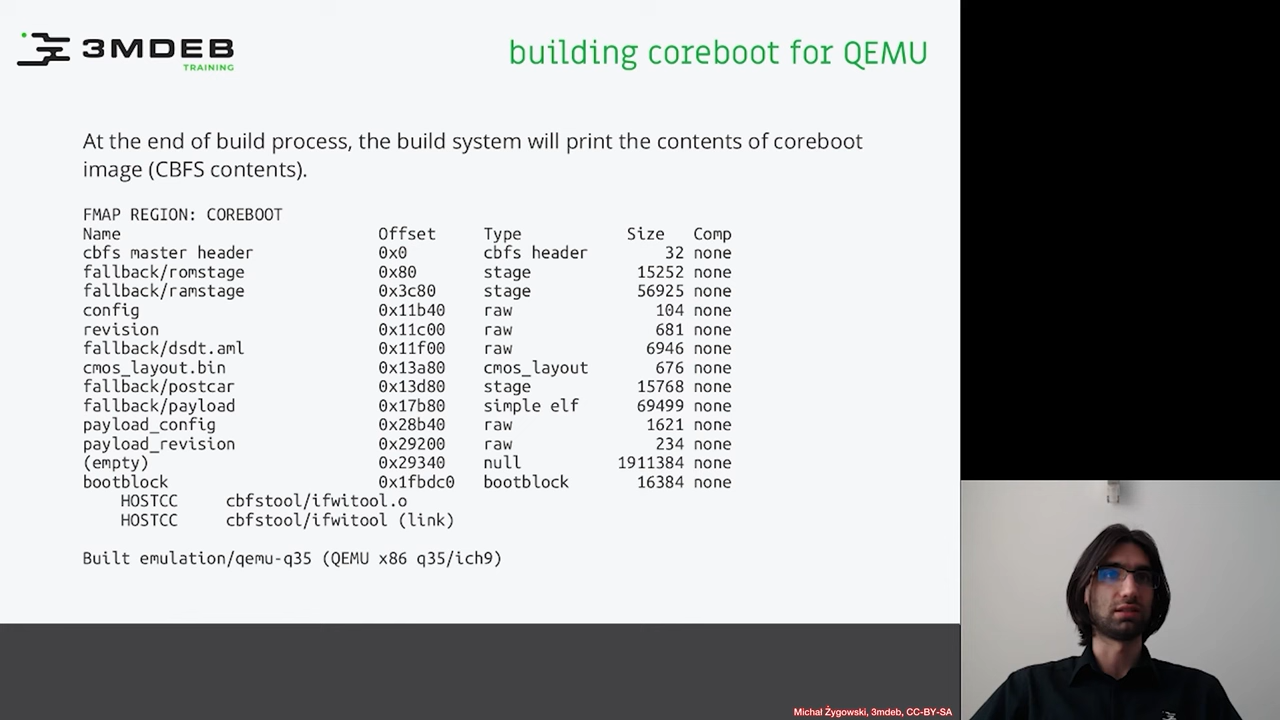 3MDEB
TRAINING
building coreboot for QEMU
At the end of build process, the build system will print the contents of coreboot
image (CBFS contents).
FMAP REGION: COREBOOT
Name Offset Type Size Comp
cbfs master header 0x0 cbfs header 32 none
fallback/romstage 0x80 stage 15252 none
fallback/ramstage 0x3c80 stage 56925 none
config 0x11b40 raw 104 none
revision 0x11c00 raw 681 none
fallback/dsdt.aml 0x11f00 raw 6946 none
cmos_layout.bin 0x13a80 cmos_layout 676 none
fallback/postcar 0x13d80 stage 15768 none
fallback/payload 0x17b80 simple elf 69499 none
payload_config 0x28b40 raw 1621 none
payload_revision 0x29200 raw 234 none
(empty) 0x29340 null 1911384 none
bootblock 0x1fbdc0 bootblock 16384 none
HOSTCC cbfstool/ifwitool.o
HOSTCC cbfstool/ifwitool (link)
Built emulation/qemu-q35 (QEMU x86 q35/ich9)
Michał Żygowski, 3mdeb, CC-BY-SA